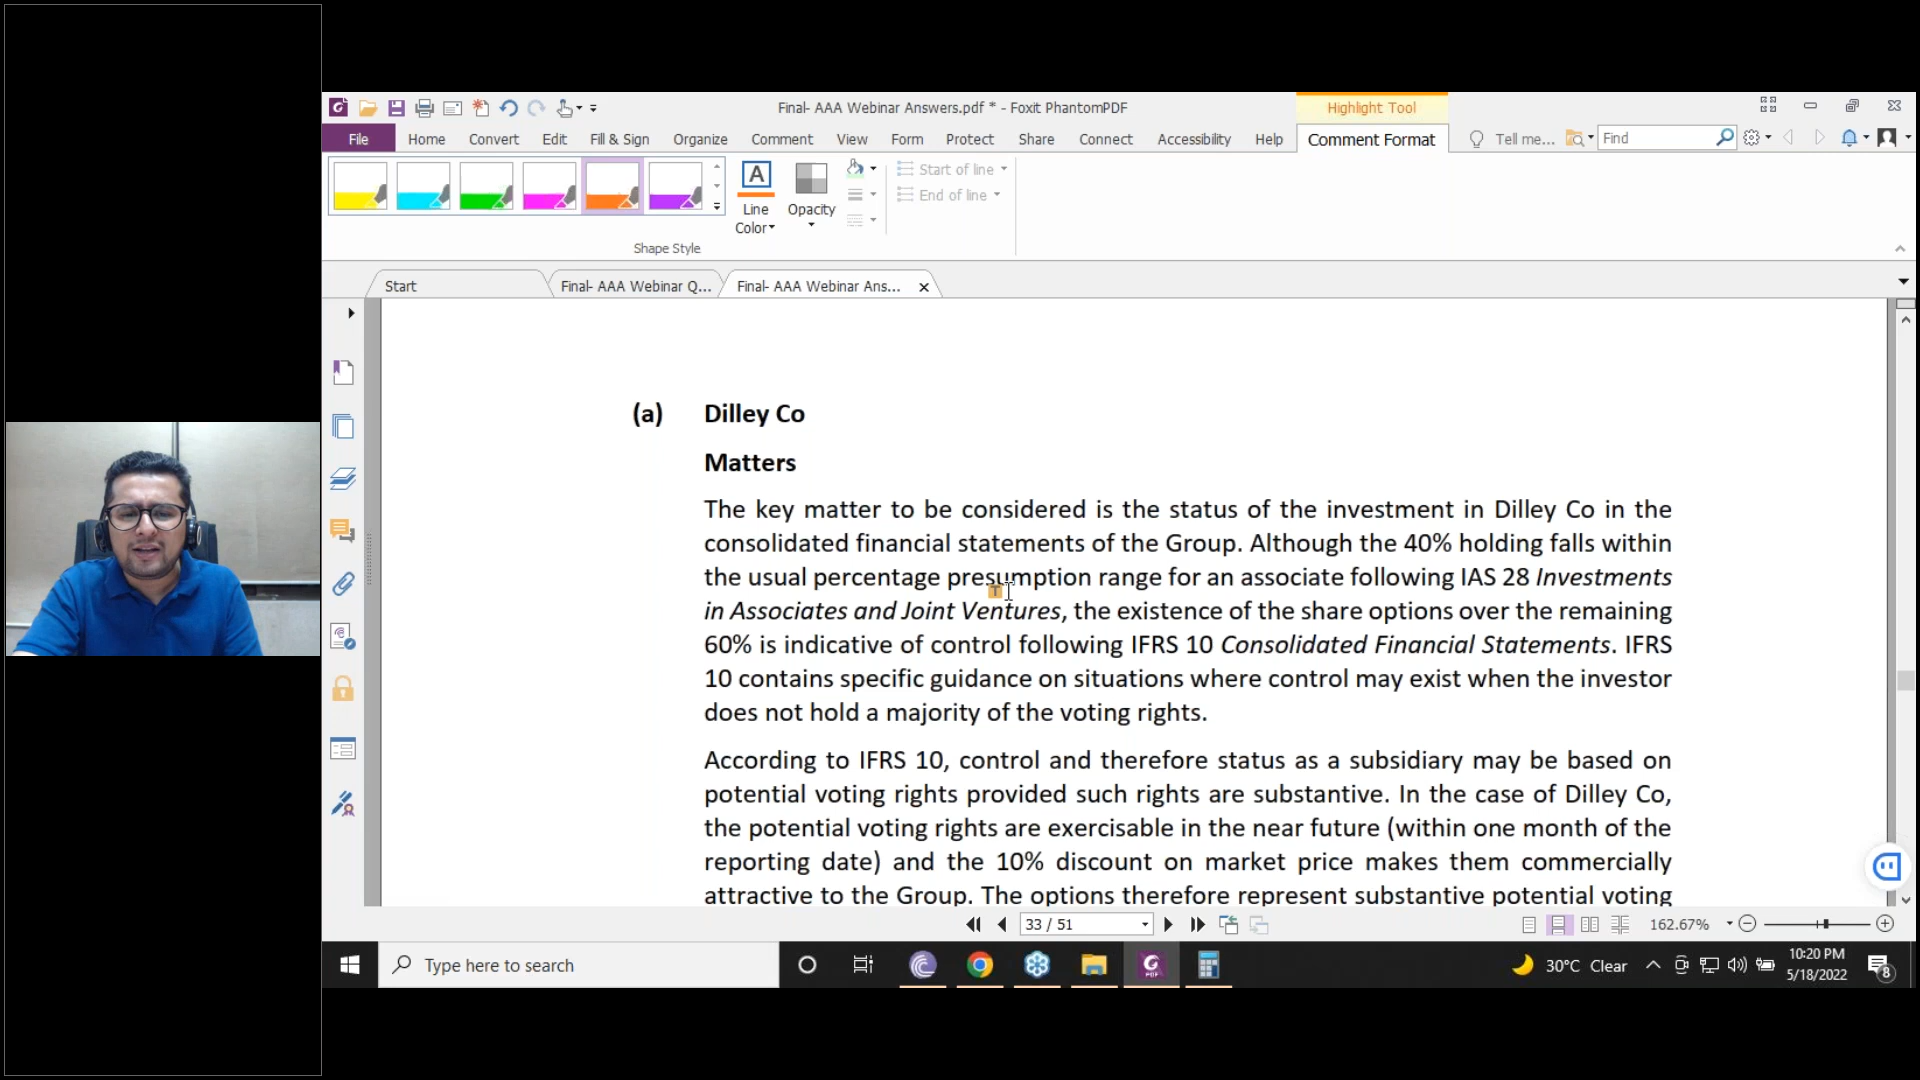 Final- AAA Webinar Answers.pdf * - Foxit PhantomPDF
Highlight Tool
File Home Convert Edit Fill & Sign Organize Comment View Form Protect Share Connect Accessibility Help Comment Format Tell me... Find
A
Line Color
Opacity
Start of line
End of line
Shape Style
Start
Final- AAA Webinar Q...
Final- AAA Webinar Ans...
(a) Dilley Co
Matters
The key matter to be considered is the status of the investment in Dilley Co in the
consolidated financial statements of the Group. Although the 40% holding falls within
the usual percentage presumption range for an associate following IAS 28 Investments
in Associates and Joint Ventures, the existence of the share options over the remaining
60% is indicative of control following IFRS 10 Consolidated Financial Statements. IFRS
10 contains specific guidance on situations where control may exist when the investor
does not hold a majority of the voting rights.
According to IFRS 10, control and therefore status as a subsidiary may be based on
potential voting rights provided such rights are substantive. In the case of Dilley Co,
the potential voting rights are exercisable in the near future (within one month of the
reporting date) and the 10% discount on market price makes them commercially
attractive to the Group. The options therefore represent substantive potential voting
33 / 51
162.67%
Type here to search
30°C Clear
10:20 PM
5/18/2022
8